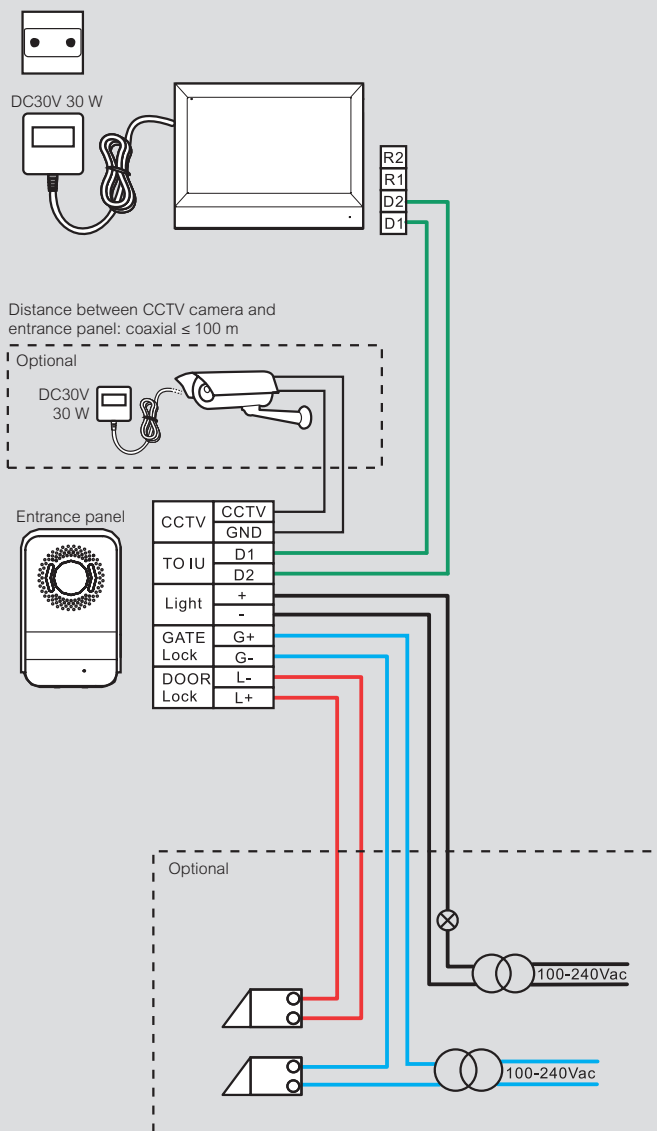 DC30V 30 W
R2
R1
D2
D1
Distance between CCTV camera and
entrance panel: coaxial ≤ 100 m
Optional
DC30V
30 W
Entrance panel
CCTV
CCTV
GND
TO IU
D1
D2
Light
+
-
GATE
Lock
G+
G-
DOOR
Lock
L-
L+
Optional
100-240Vac
100-240Vac